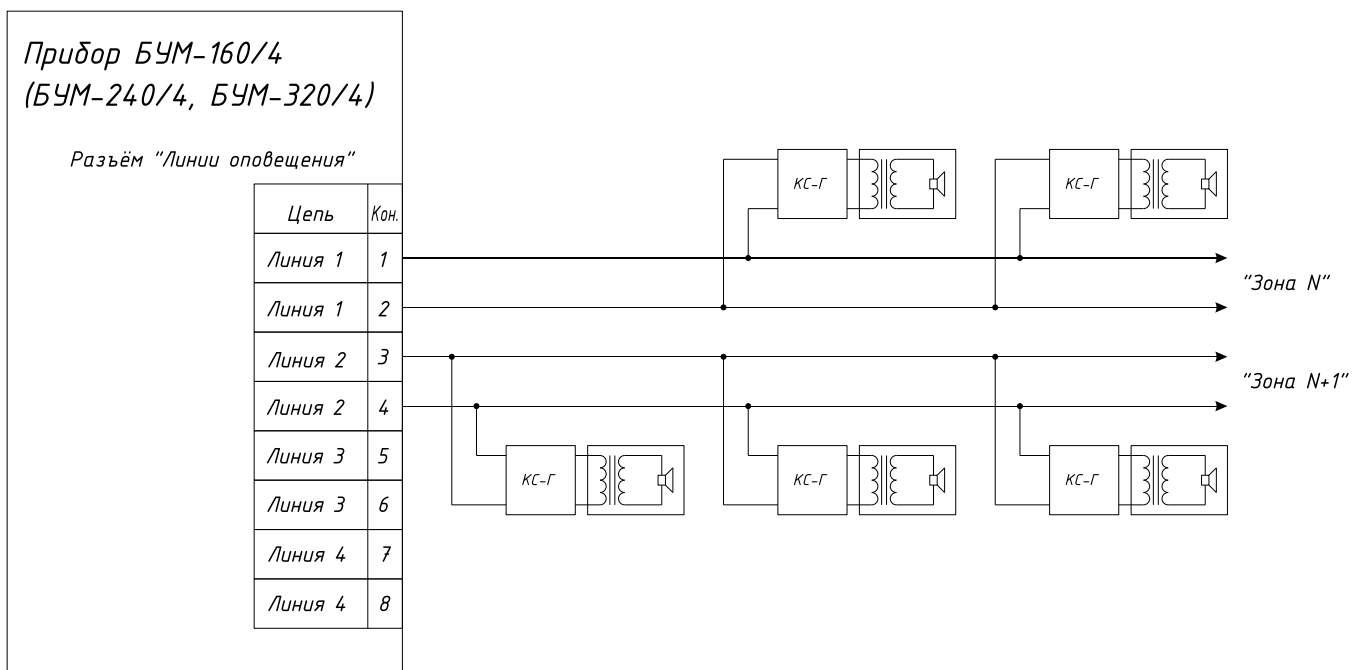 Прибор БУМ-160/4
(БУМ-240/4, БУМ-320/4)
Разъём "Линии оповещения"
Цепь Кон.
Линия 1 1
Линия 1 2
Линия 2 3
Линия 2 4
Линия 3 5
Линия 3 6
Линия 4 7
Линия 4 8
КС-Г КС-Г
"Зона N"
"Зона N+1"
КС-Г КС-Г КС-Г